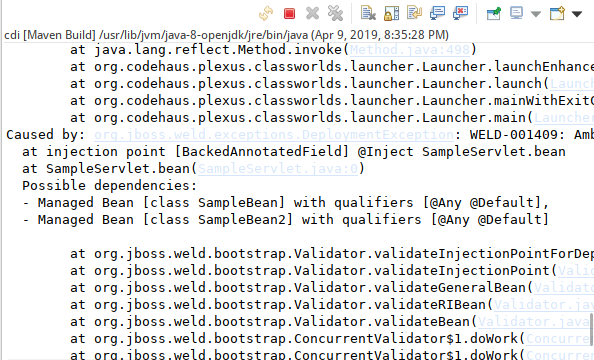 cdi [Maven Build] /usr/lib/jvm/java-8-openjdk/jre/bin/java (Apr 9, 2019, 8:35:28 PM)
at java.lang.reflect.Method.invoke(Method.java:498)
at org.codehaus.plexus.classworlds.launcher.Launcher.launchEnhance
at org.codehaus.plexus.classworlds.launcher.Launcher.launch(Launche
at org.codehaus.plexus.classworlds.launcher.Launcher.mainWithExitC
at org.codehaus.plexus.classworlds.launcher.Launcher.main(Launcher
Caused by: org.jboss.weld.exceptions.DeploymentException: WELD-001409: Amb
at injection point [BackedAnnotatedField] @Inject SampleServlet.bean
at SampleServlet.bean(SampleServlet.java:0)
Possible dependencies:
- Managed Bean [class SampleBean] with qualifiers [@Any @Default],
- Managed Bean [class SampleBean2] with qualifiers [@Any @Default]
at org.jboss.weld.bootstrap.Validator.validateInjectionPointForDep
at org.jboss.weld.bootstrap.Validator.validateInjectionPoint(Valid
at org.jboss.weld.bootstrap.Validator.validateGeneralBean(Validato
at org.jboss.weld.bootstrap.Validator.validateRIBean(Validator.jav
at org.jboss.weld.bootstrap.Validator.validateBean(Validator.java
at org.jboss.weld.bootstrap.ConcurrentValidator$1.doWork(Concurre
at org.jboss.weld.bootstrap.ConcurrentValidator$1.doWork(Concurre